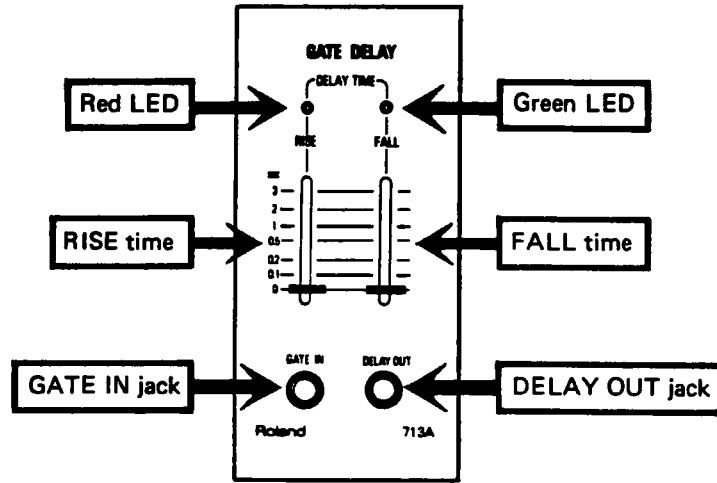 GATE DELAY
DELAY TIME
Red LED
Green LED
RISE
FALL
sec
3
2
1
0.5
0.2
0.1
0
RISE time
FALL time
GATE IN
DELAY OUT
GATE IN jack
DELAY OUT jack
Roland
713A